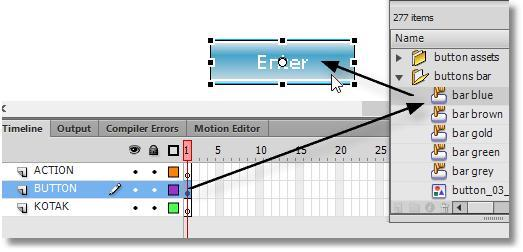 277 items
Name
button assets
buttons bar
bar blue
bar brown
bar gold
bar green
bar grey
button_03_
Enter
Timeline Output Compiler Errors Motion Editor
1 5 10 15 20 25
ACTION
BUTTON
KOTAK